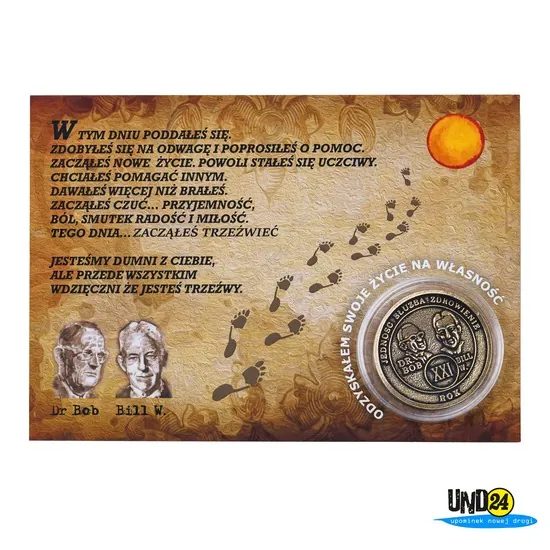 W TYM DNIU PODDAŁEŚ SIĘ.
ZDOBYŁEŚ SIĘ NA ODWAGĘ I POPROSIŁEŚ O POMOC.
ZACZĄŁEŚ NOWE ŻYCIE. POWOLI STAŁEŚ SIĘ UCZCIWY.
CHCIAŁEŚ POMAGAĆ INNYM.
DAWAŁEŚ WIĘCEJ NIŻ BRAŁEŚ.
ZACZĄŁEŚ CZUĆ... PRZYJEMNOŚĆ,
BÓL, SMUTEK RADOŚĆ I MIŁOŚĆ.
TEGO DNIA...ZACZĄŁEŚ TRZEŹWIEĆ
JESTEŚMY DUMNI Z CIEBIE,
ALE PRZEDE WSZYSTKIM
WDZIĘCZNI ŻE JESTEŚ TRZEŹWY.
Dr Bob Bill W.
ODZYSKAŁEM SWOJE ŻYCIE NA WŁASNOŚĆ
JEDNOŚĆ SŁUŻBA ZDROWIENIE
DR BOB
BILL W.
XXI
ROK
UND24
upominek nowej drogi